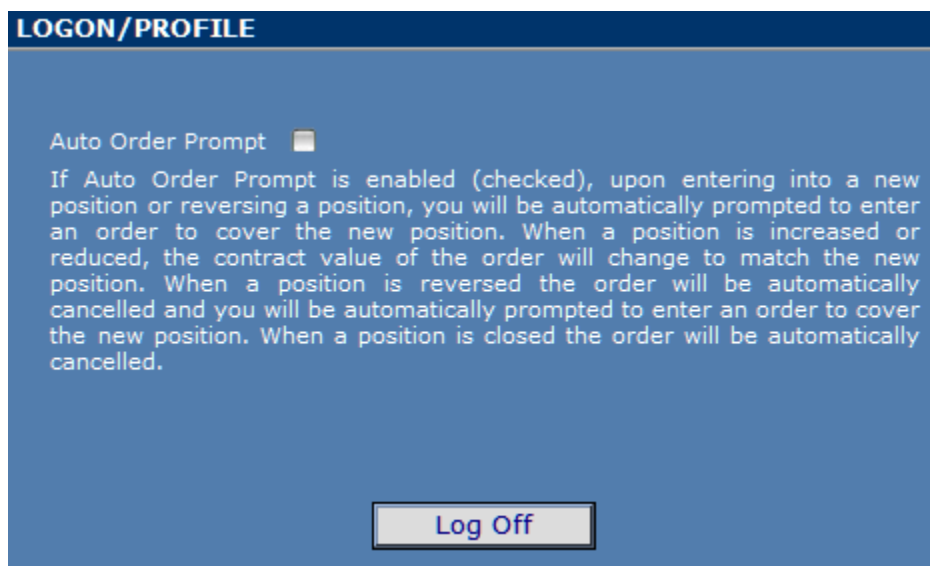 LOGON/PROFILE
Auto Order Prompt
If Auto Order Prompt is enabled (checked), upon entering into a new
position or reversing a position, you will be automatically prompted to enter
an order to cover the new position. When a position is increased or
reduced, the contract value of the order will change to match the new
position. When a position is reversed the order will be automatically
cancelled and you will be automatically prompted to enter an order to cover
the new position. When a position is closed the order will be automatically
cancelled.
Log Off